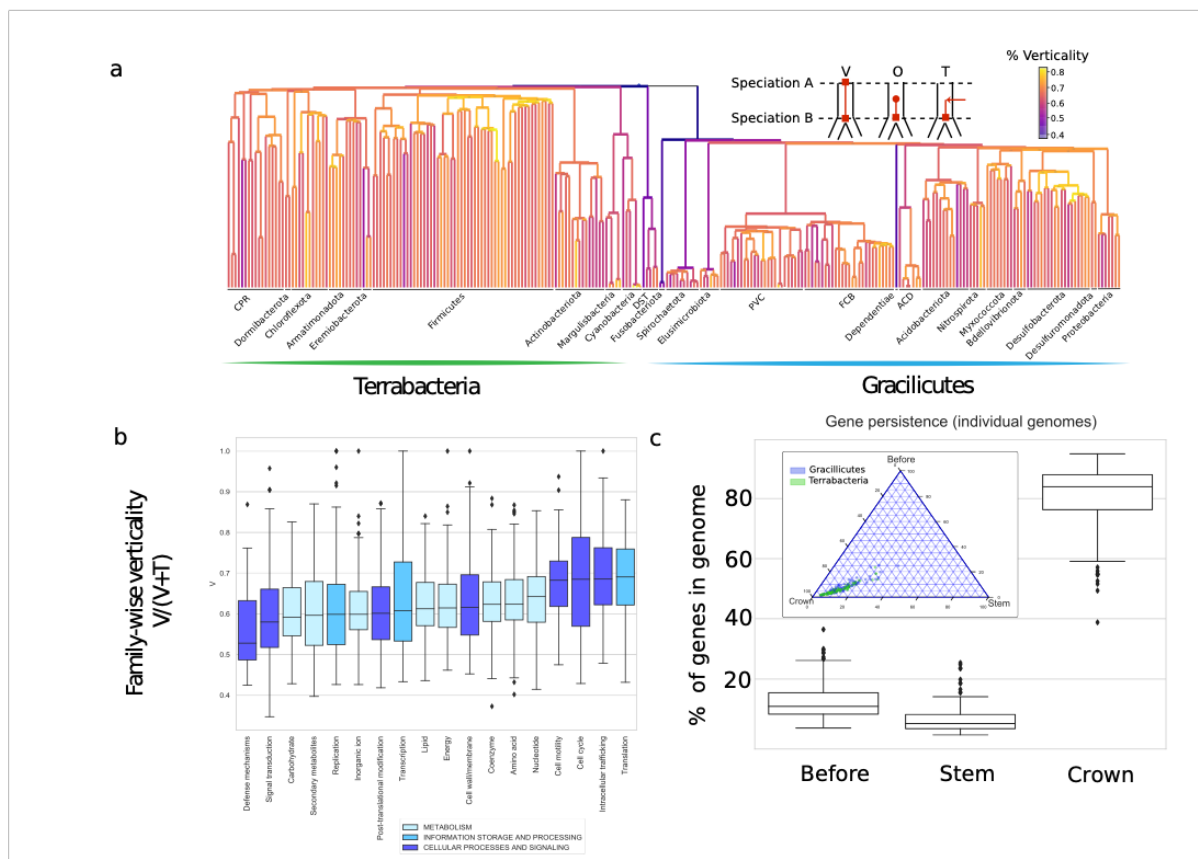 a
% Verticality
V O T
Speciation A
Speciation B
0.8
0.7
0.6
0.5
0.4
CPR
Dormibacterota
Chloroflexota
Armatimonadota
Eremiobacterota
Firmicutes
Actinobacteriota
Margulisbacteria
Cyanobacteria
DST
Fusobacteriota
Spirochaetota
Elusimicrobiota
PVC
FCB
Dependentiae
ACD
Acidobacteriota
Nitrospirota
Myxococcota
Bdellovibrionota
Desulfobacterota
Desulfuromonadota
Proteobacteria
Terrabacteria
Gracilicutes
b
Family-wise verticality
V/(V+T)
V
1.0
0.9
0.8
0.7
0.6
0.5
0.4
Defense mechanisms
Signal transduction
Carbohydrate
Secondary metabolites
Replication
Inorganic ion
Post-translational modification
Transcription
Lipid
Energy
Cell wall/membrane
Coenzyme
Amino acid
Nucleotide
Cell motility
Cell cycle
Intracellular trafficking
Translation
METABOLISM
INFORMATION STORAGE AND PROCESSING
CELLULAR PROCESSES AND SIGNALING
c
Gene persistence (individual genomes)
% of genes in genome
80
60
40
20
Gracillicutes
Terrabacteria
Before
Crown
Stem
Before
Stem
Crown